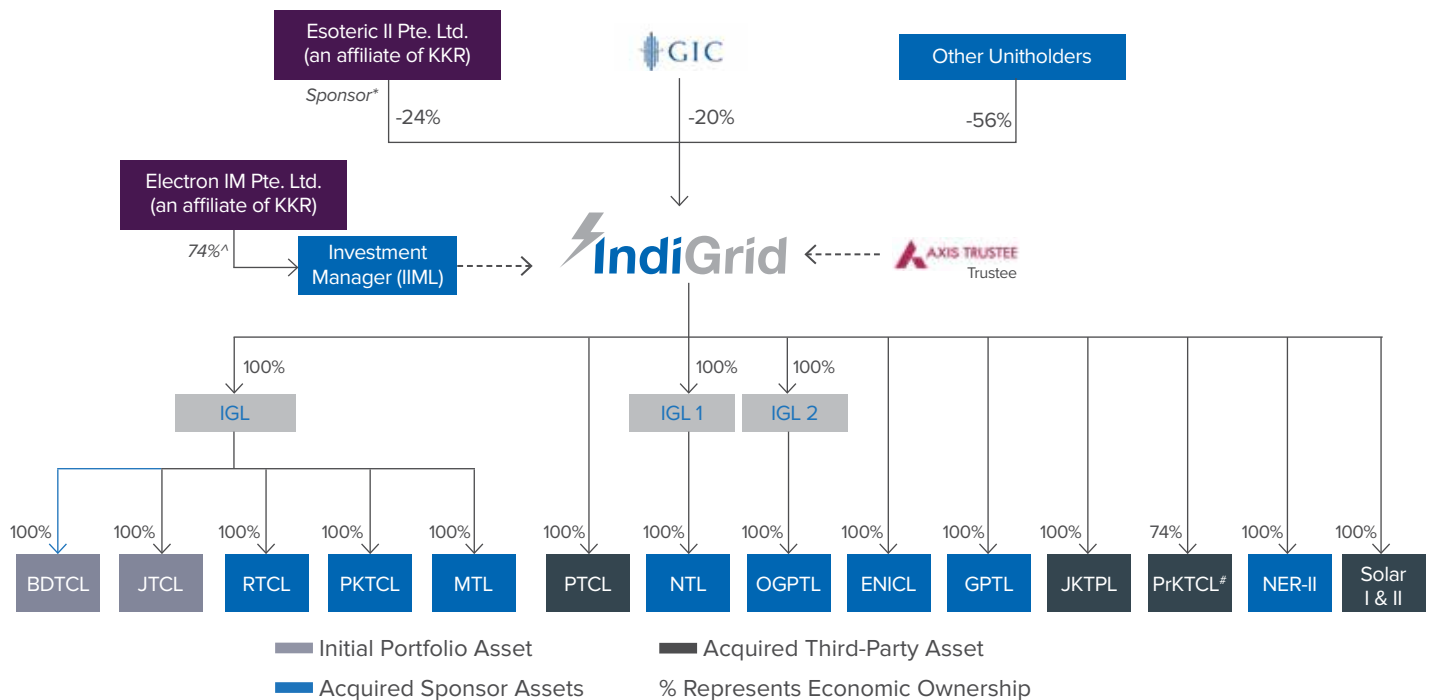 Esoteric II Pte. Ltd.
(an affiliate of KKR)
GIC
Other Unitholders
Sponsor*
-24%
-20%
-56%
Electron IM Pte. Ltd.
(an affiliate of KKR)
74%^
Investment
Manager (IIML)
IndiGrid
AXIS TRUSTEE
Trustee
100%
100%
100%
IGL
IGL 1
IGL 2
100%
100%
100%
100%
100%
100%
100%
100%
100%
100%
100%
74%
100%
100%
BDTCL
JTCL
RTCL
PKTCL
MTL
PTCL
NTL
OGPTL
ENICL
GPTL
JKTPL
PrKTCL#
NER-II
Solar
I & II
Initial Portfolio Asset
Acquired Third-Party Asset
Acquired Sponsor Assets
% Represents Economic Ownership